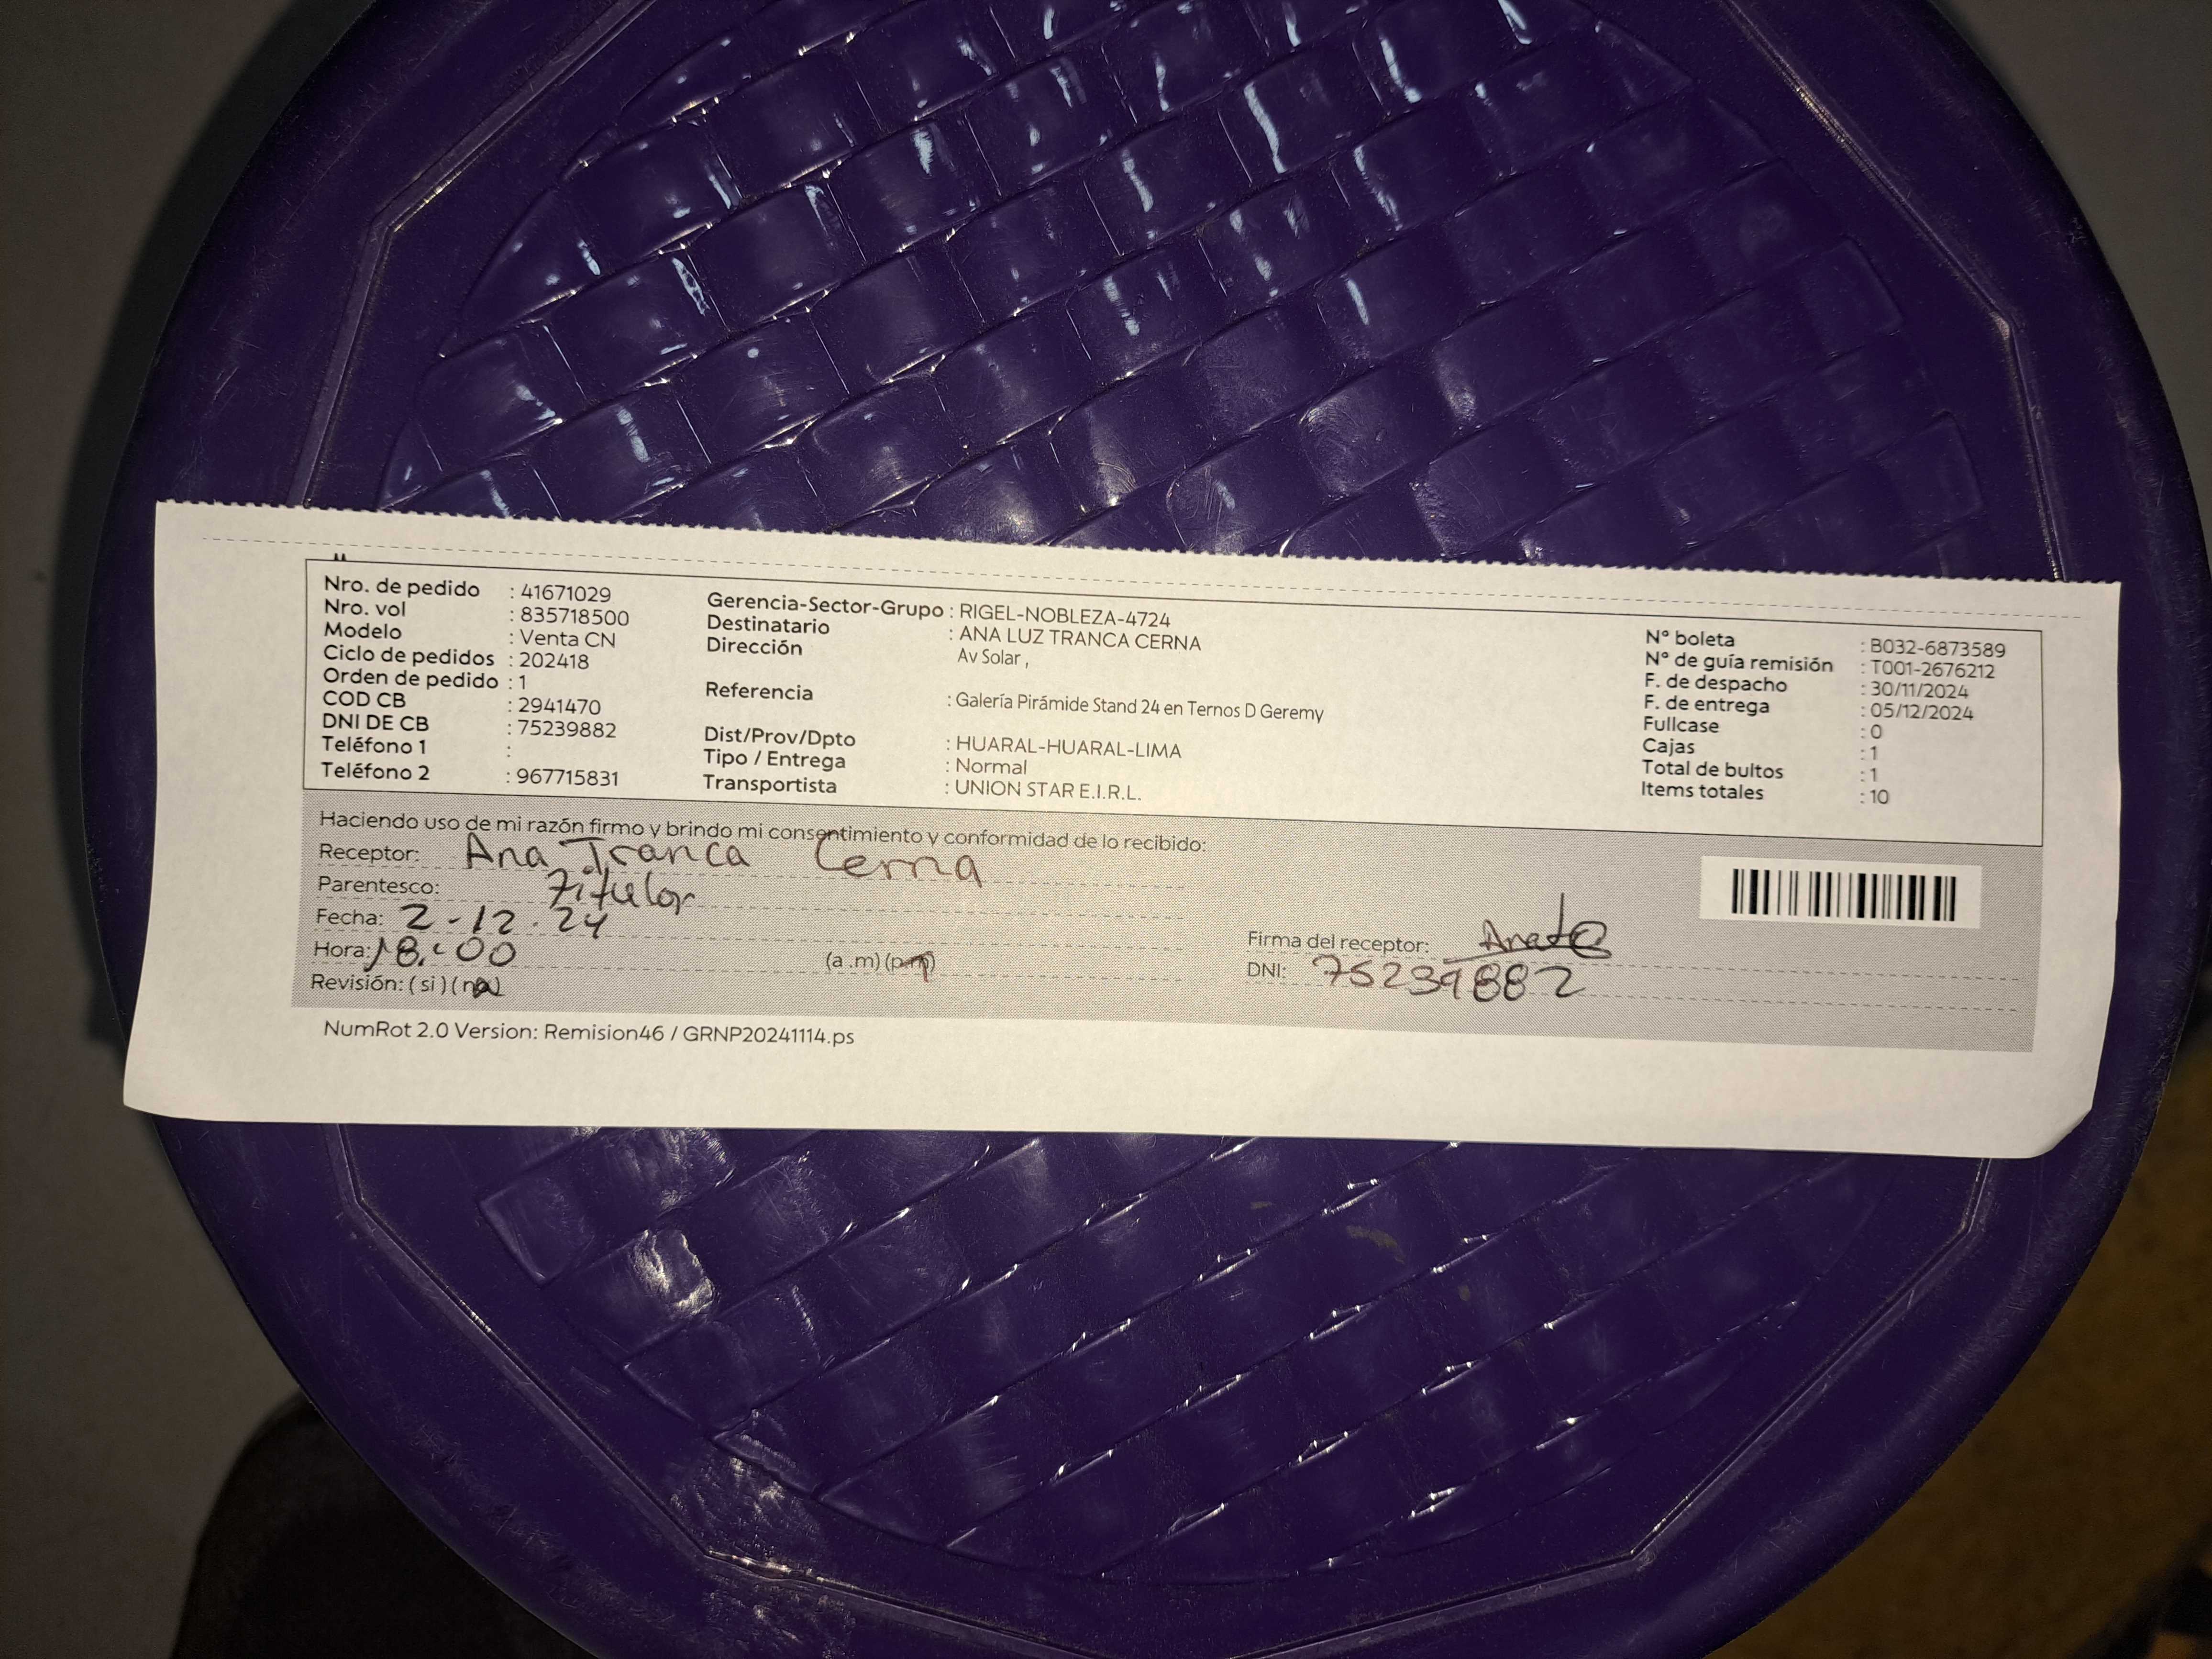 Nro. de pedido : 41671029
Nro. vol : 835718500
Modelo : Venta CN
Ciclo de pedidos : 202418
Orden de pedido : 1
COD CB : 2941470
DNI DE CB : 75239882
Teléfono 1 :
Teléfono 2 : 967715831
Gerencia-Sector-Grupo : RIGEL-NOBLEZA-4724
Destinatario : ANA LUZ TRANCA CERNA
Dirección Av Solar ,
Referencia : Galería Pirámide Stand 24 en Ternos D Geremy
Dist/Prov/Dpto : HUARAL-HUARAL-LIMA
Tipo / Entrega : Normal
Transportista : UNION STAR E.I.R.L.
N° boleta : B032-6873589
N° de guía remisión : T001-2676212
F. de despacho : 30/11/2024
F. de entrega : 05/12/2024
Fullcase : 0
Cajas : 1
Total de bultos : 1
Items totales : 10
Haciendo uso de mi razón firmo y brindo mi consentimiento y conformidad de lo recibido:
Receptor: Ana Tranca Cerna
Parentesco: Titular
Fecha: 2-12.24
Hora: 18:00 (a .m) (p.m)
Revisión: ( si ) ( no )
Firma del receptor:
DNI: 75239882
NumRot 2.0 Version: Remision46 / GRNP20241114.ps